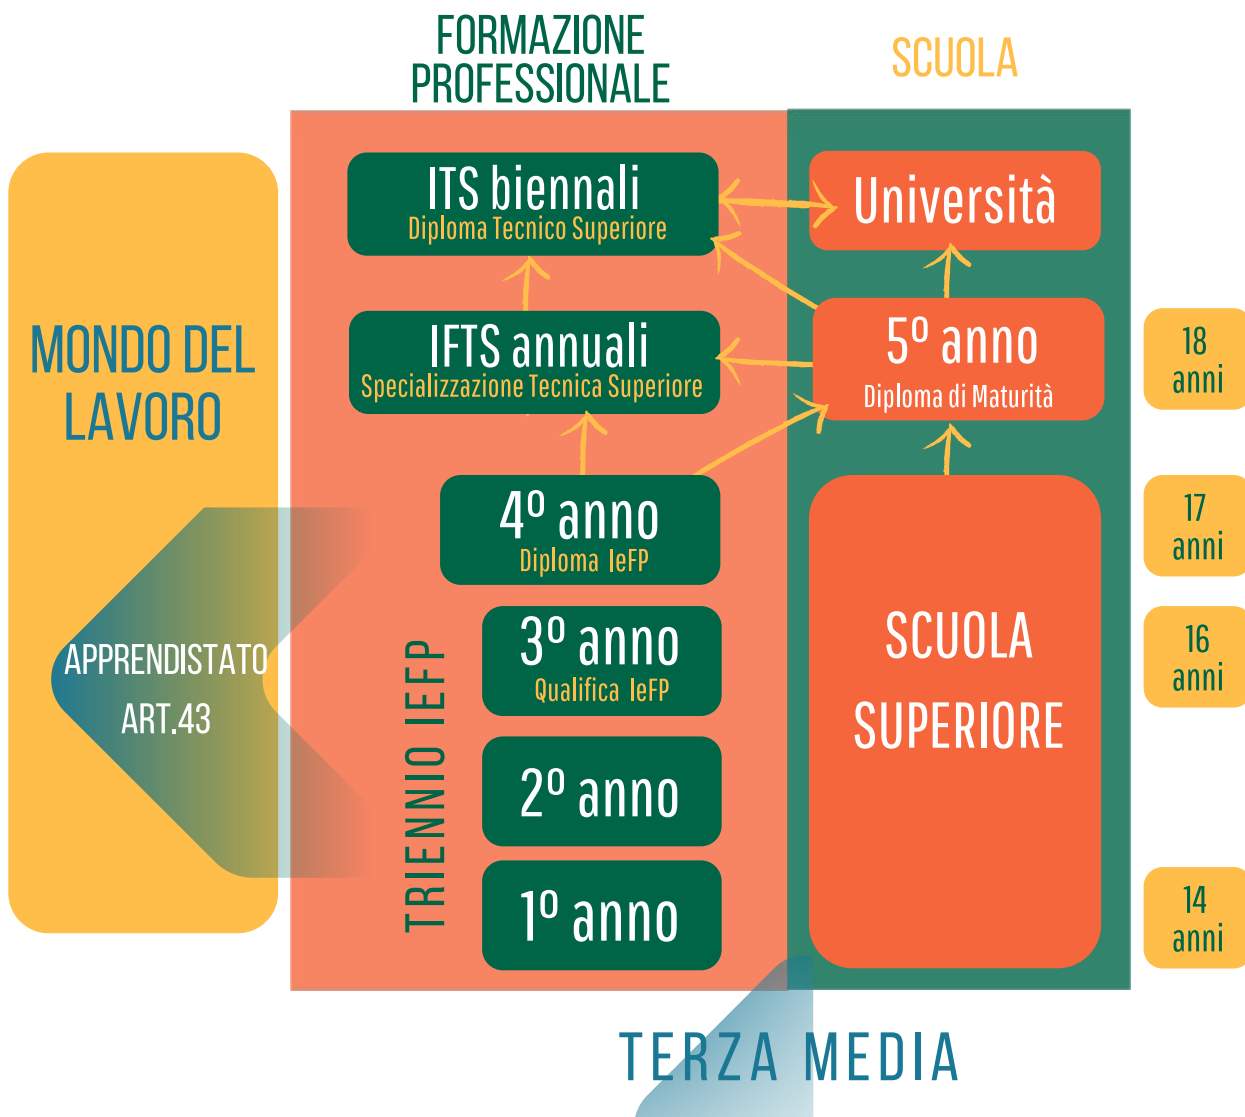 FORMAZIONE
PROFESSIONALE
SCUOLA
MONDO DEL
LAVORO
ITS biennali
Diploma Tecnico Superiore
Università
IFTS annuali
Specializzazione Tecnica Superiore
5º anno
Diploma di Maturità
18
anni
4º anno
Diploma IeFP
17
anni
APPRENDISTATO
ART.43
TRIENNIO IEFP
3º anno
Qualifica IeFP
2º anno
1º anno
SCUOLA
SUPERIORE
16
anni
14
anni
TERZA MEDIA